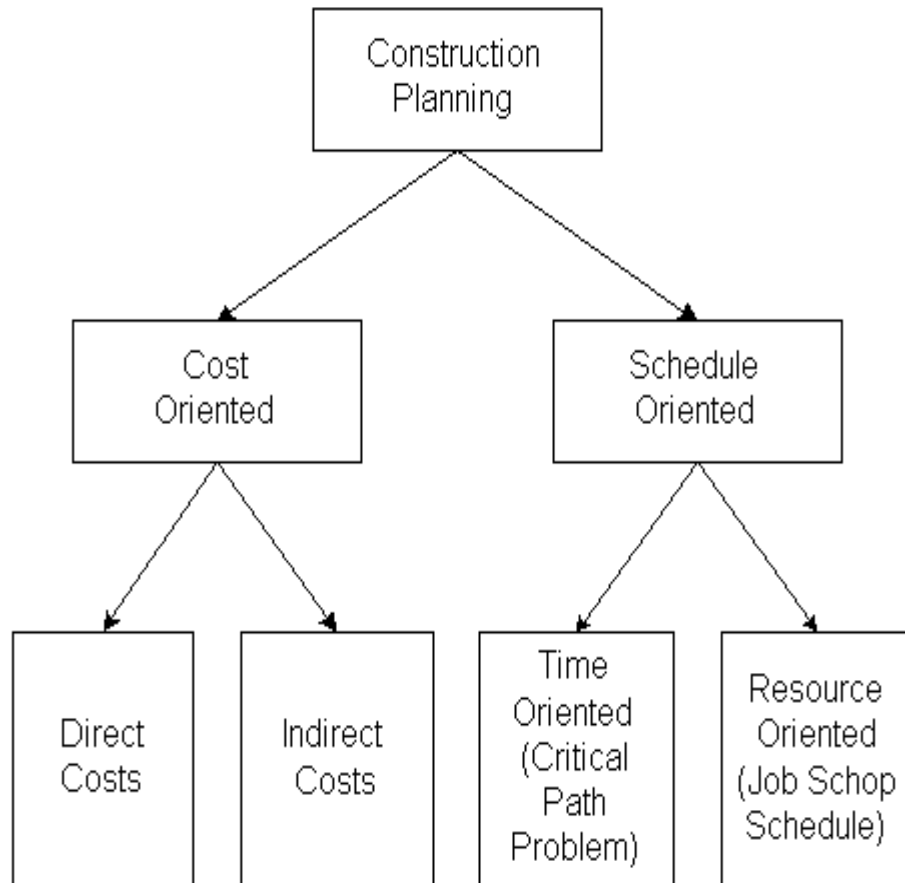 Construction
Planning
Cost
Oriented
Schedule
Oriented
Direct
Costs
Indirect
Costs
Time
Oriented
(Critical
Path
Problem)
Resource
Oriented
(Job Schop
Schedule)